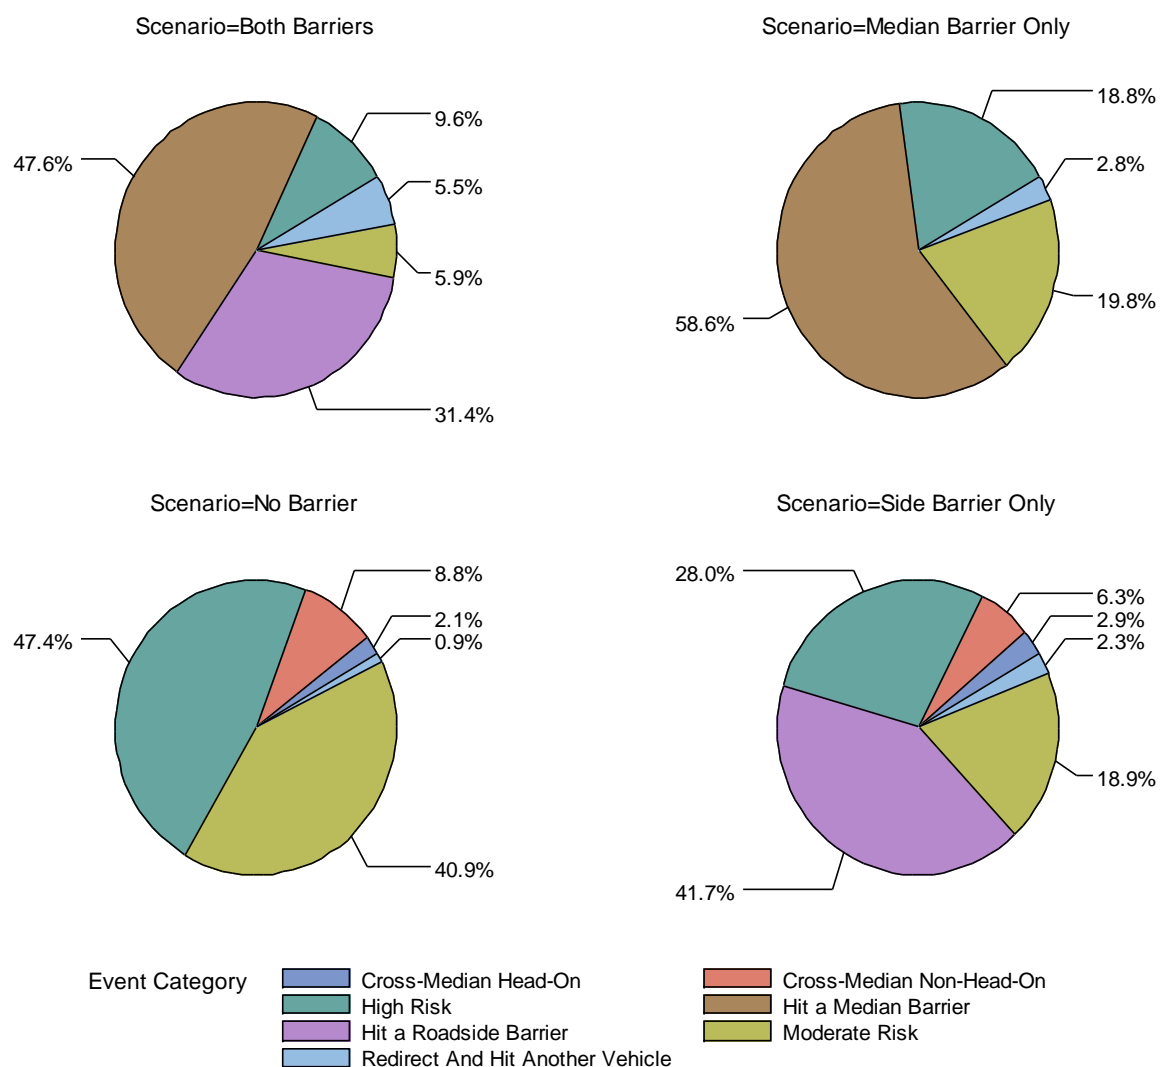 Scenario=Both Barriers
Scenario=Median Barrier Only
9.6%
47.6%
5.5%
5.9%
31.4%
18.8%
2.8%
19.8%
58.6%
Scenario=No Barrier
Scenario=Side Barrier Only
8.8%
2.1%
0.9%
47.4%
40.9%
28.0%
6.3%
2.9%
2.3%
18.9%
41.7%
Event Category
Cross-Median Head-On
Cross-Median Non-Head-On
High Risk
Hit a Median Barrier
Hit a Roadside Barrier
Moderate Risk
Redirect And Hit Another Vehicle